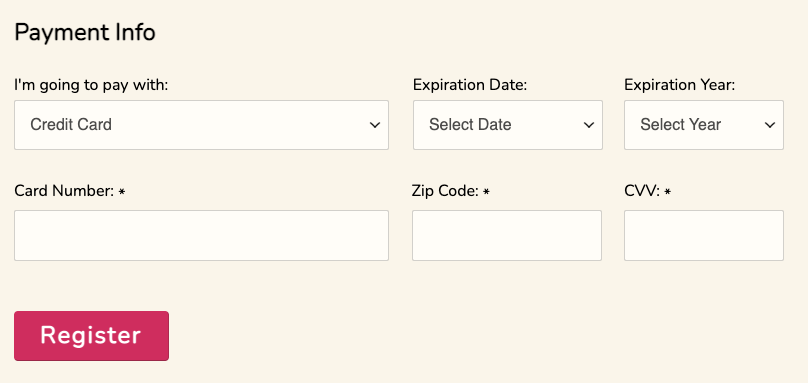 Payment Info
I'm going to pay with: Expiration Date: Expiration Year:
Credit Card Select Date Select Year
Card Number: * Zip Code: * CVV: *
Register